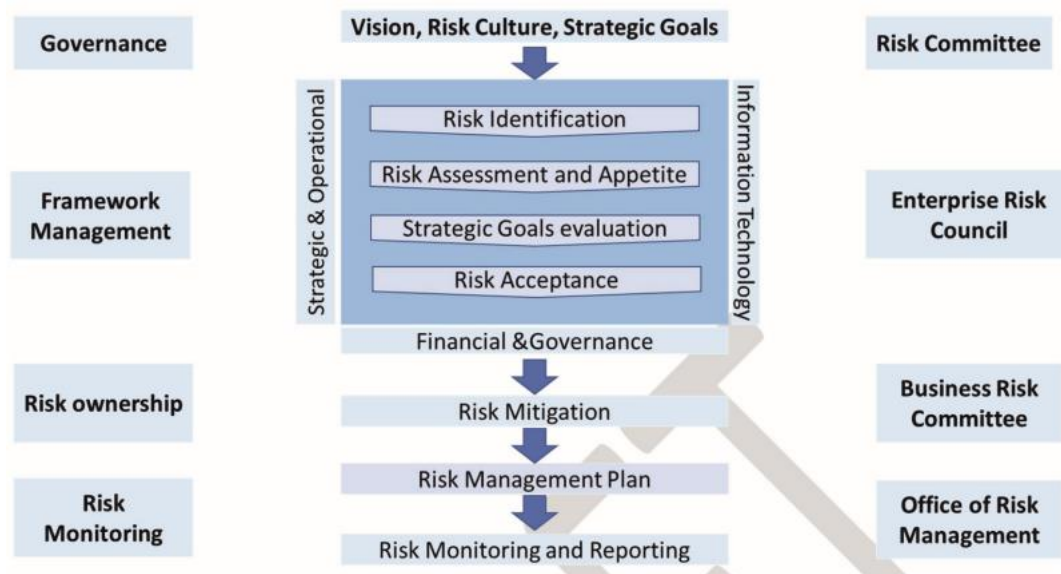 Governance
Vision, Risk Culture, Strategic Goals
Risk Committee
Strategic & Operational
Risk Identification
Risk Assessment and Appetite
Strategic Goals evaluation
Risk Acceptance
Information Technology
Framework
Management
Enterprise Risk
Council
Financial &Governance
Risk ownership
Risk Mitigation
Business Risk
Committee
Risk Management Plan
Risk
Monitoring
Office of Risk
Management
Risk Monitoring and Reporting